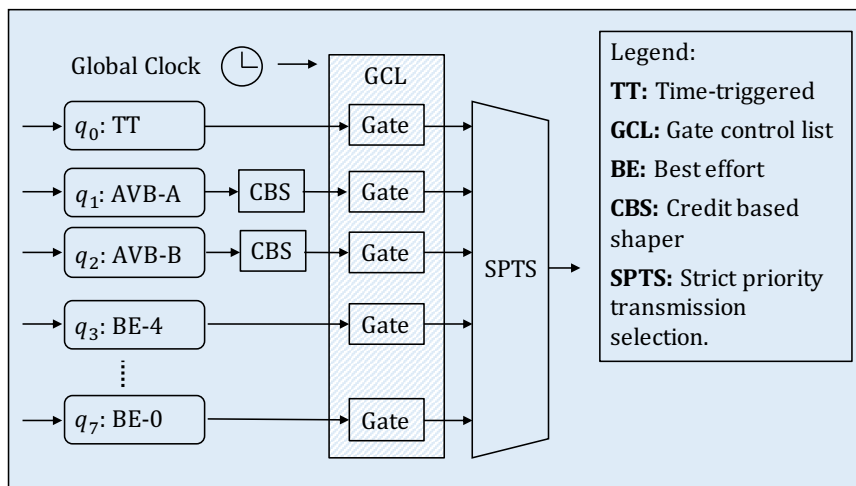 Global Clock
GCL
q₀: TT
Gate
q₁: AVB-A
CBS
Gate
q₂: AVB-B
CBS
Gate
q₃: BE-4
Gate
q₇: BE-0
Gate
SPTS
Legend:
TT: Time-triggered
GCL: Gate control list
BE: Best effort
CBS: Credit based
shaper
SPTS: Strict priority
transmission
selection.